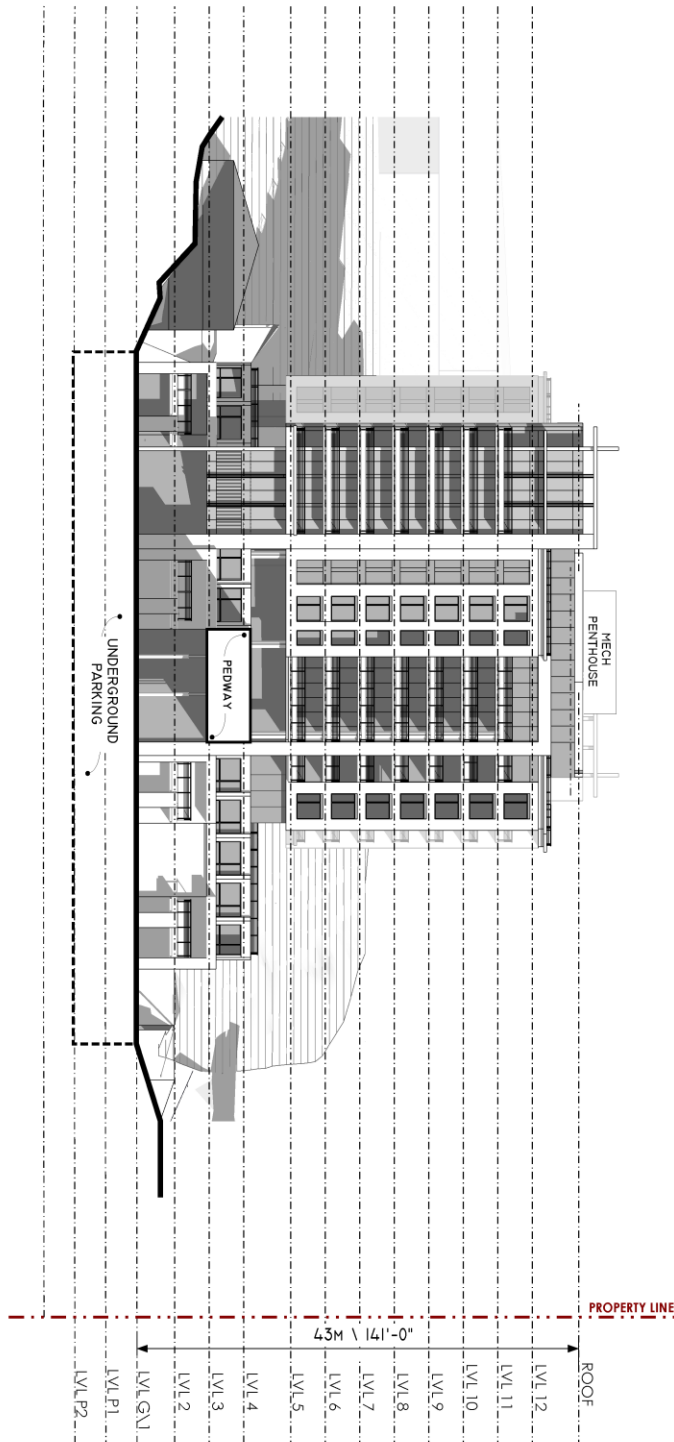 MECH
PENTHOUSE
PEDWAY
UNDERGROUND
PARKING
PROPERTY LINE
43M \ 141'-0"
ROOF
LVL 12
LVL 11
LVL 10
LVL 9
LVL 8
LVL 7
LVL 6
LVL 5
LVL 4
LVL 3
LVL 2
LVL G\1
LVL P1
LVL P2